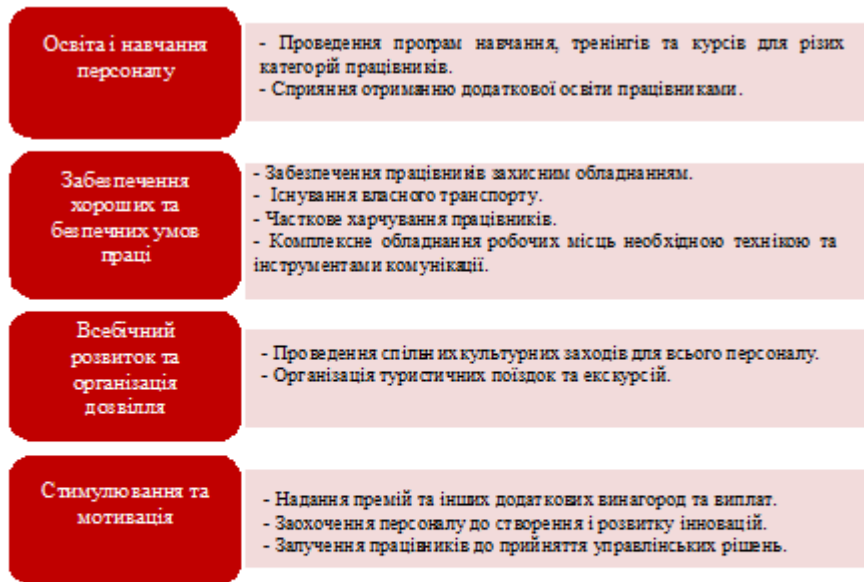 Освіта і навчання
персоналу
- Проведення програм навчання, тренінгів та курсів для різих
категорій працівників.
- Сприяння отриманню додаткової освіти працівниками.
Забезпечення
хороших та
безпечних умов
праці
- Забезпечення працівників захисним обладнанням.
- Існування власного транспорту.
- Часткове харчування працівників.
- Комплексне обладнання робочих місць необхідною технікою та
інструментами комунікації.
Всебічний
розвиток та
організація
дозвілля
- Проведення спільних культурних заходів для всього персоналу.
- Організація туристичних поїздок та екскурсій.
Стимулювання та
мотивація
- Надання премій та інших додаткових винагород та виплат.
- Заохочення персоналу до створення і розвитку інновацій.
- Залучення працівників до прийняття управлінських рішень.